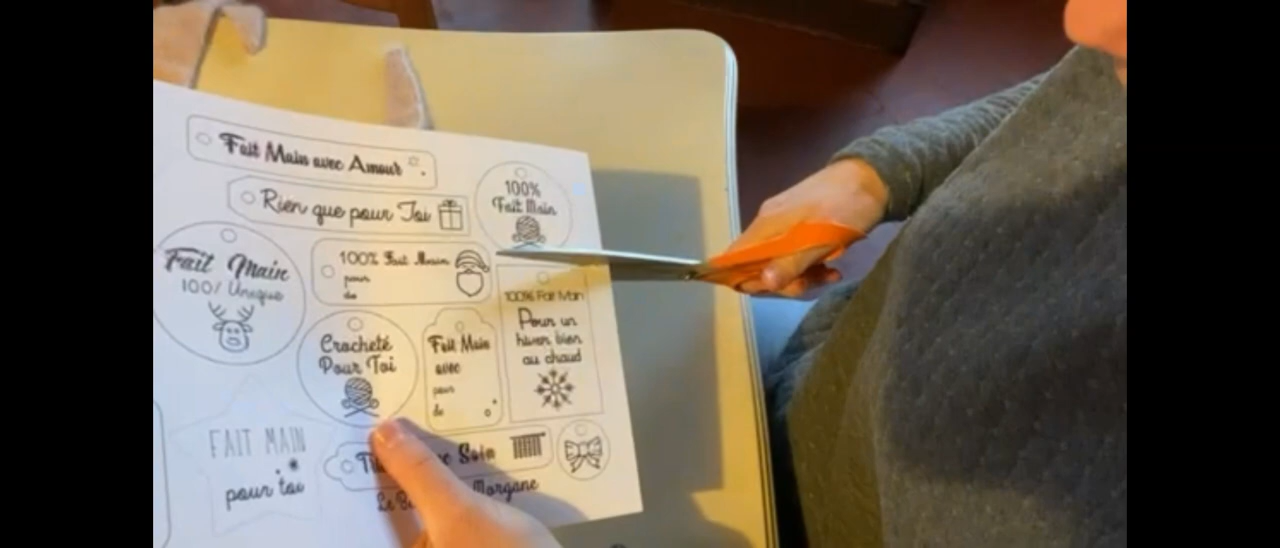 Fait Main avec Amour
Rien que pour Toi
100%
Fait Main
Fait Main
100% Unique
100% Fait Main
pour
de
100% Fait Main
Pour un
hiver bien
au chaud
Crocheté
Pour Toi
Fait Main
avec
pour
de
FAIT MAIN
pour toi
Soin
Morgane